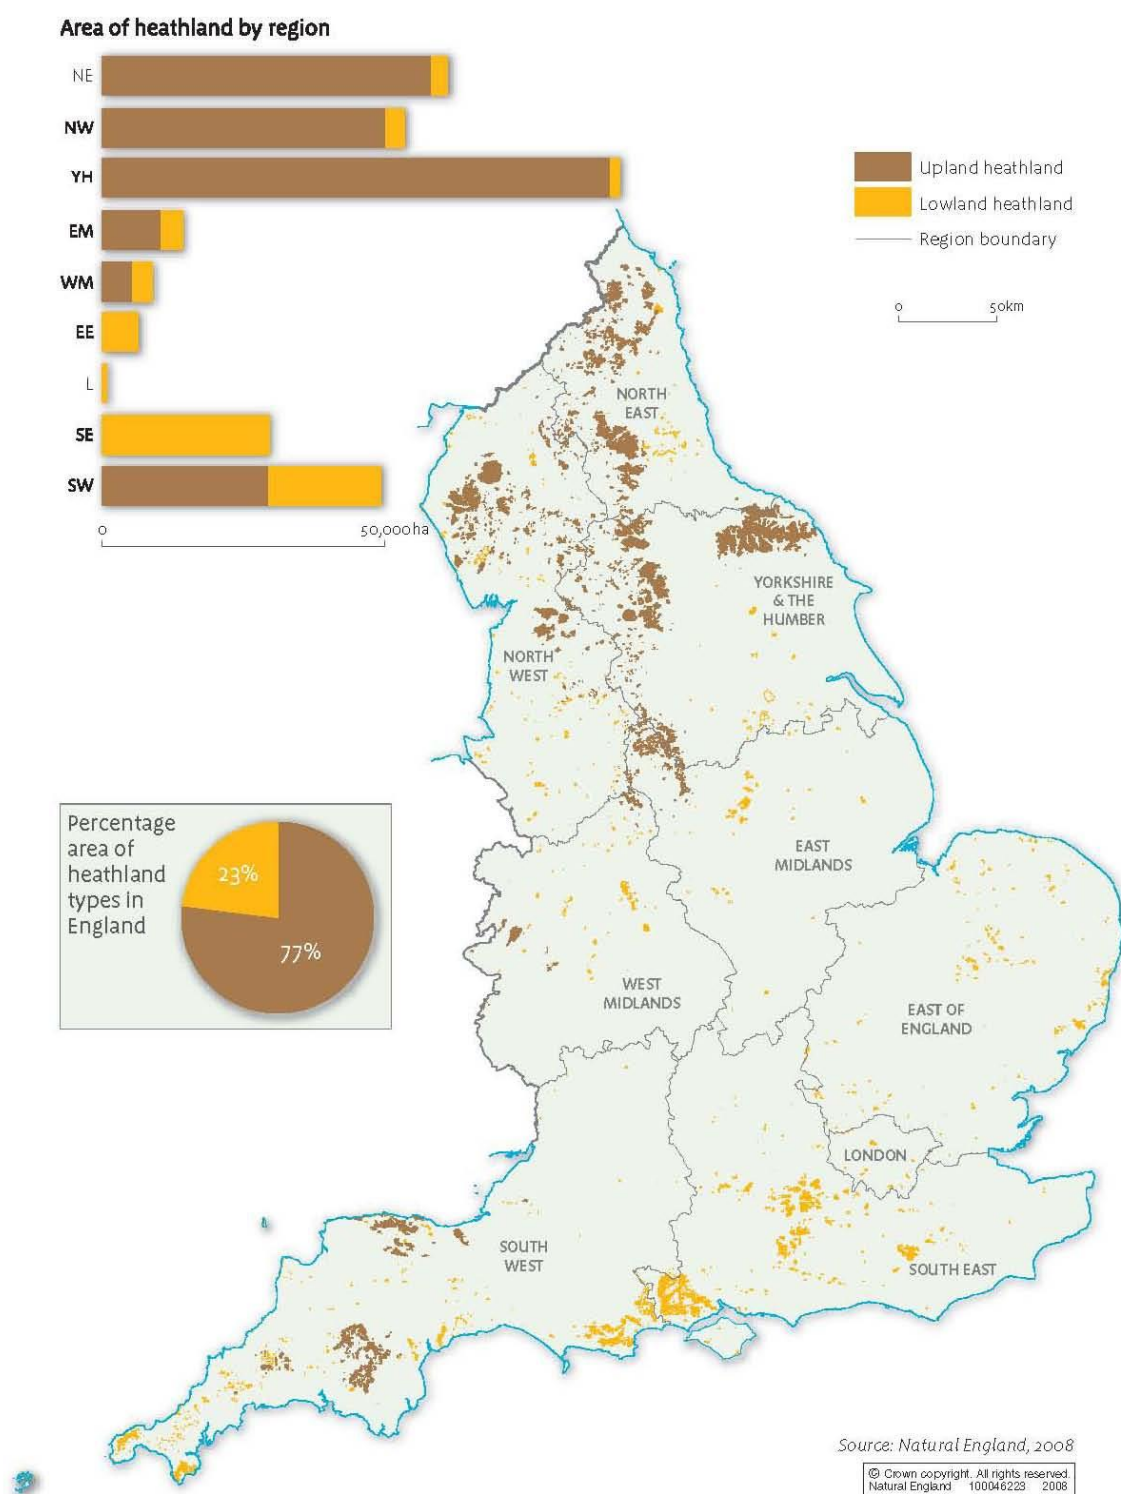 Area of heathland by region
NE
NW
YH
EM
WM
EE
L
SE
SW
0
50,000ha
Upland heathland
Lowland heathland
Region boundary
0
50km
NORTH
EAST
YORKSHIRE
& THE
HUMBER
NORTH
WEST
EAST
MIDLANDS
WEST
MIDLANDS
EAST OF
ENGLAND
LONDON
SOUTH
WEST
SOUTH EAST
Percentage
area of
heathland
types in
England
23%
77%
Source: Natural England, 2008
© Crown copyright. All rights reserved.
Natural England 100046223 2008